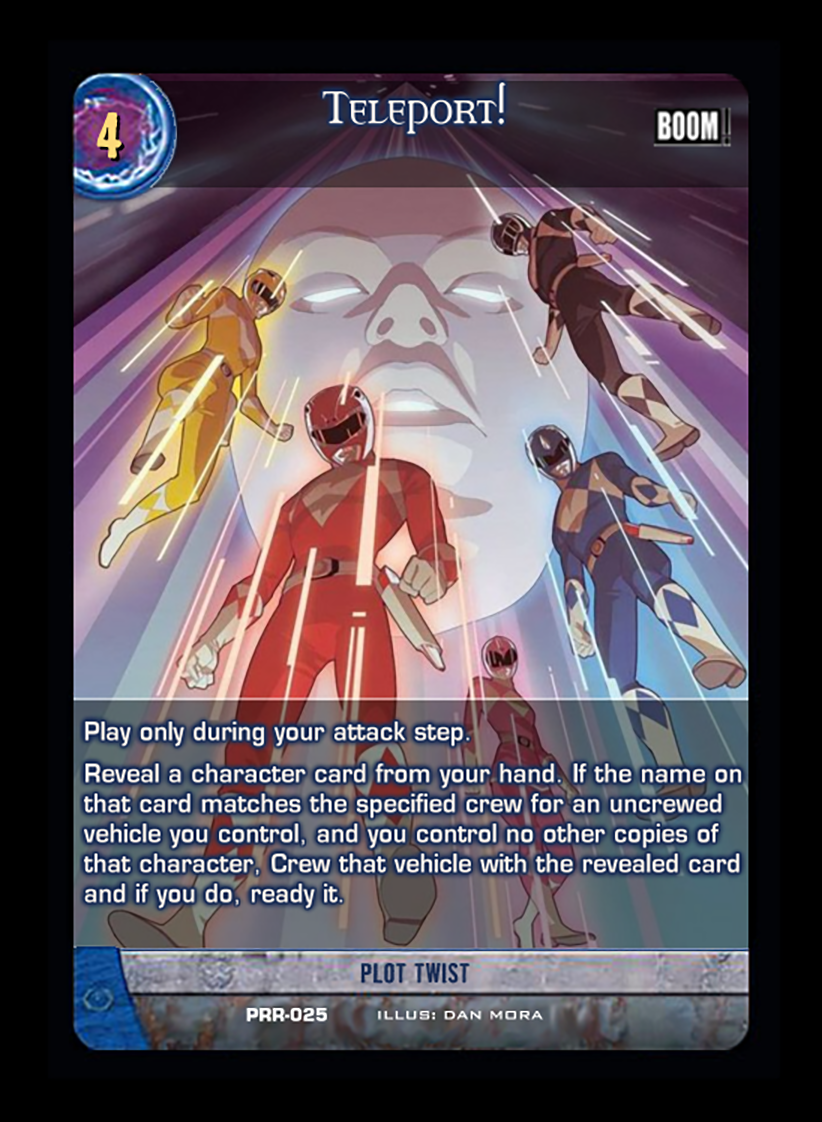 4
Teleport!
BOOM!
Play only during your attack step.
Reveal a character card from your hand. If the name on
that card matches the specified crew for an uncrewed
vehicle you control, and you control no other copies of
that character, Crew that vehicle with the revealed card
and if you do, ready it.
PLOT TWIST
PRR-025 ILLUS: DAN MORA